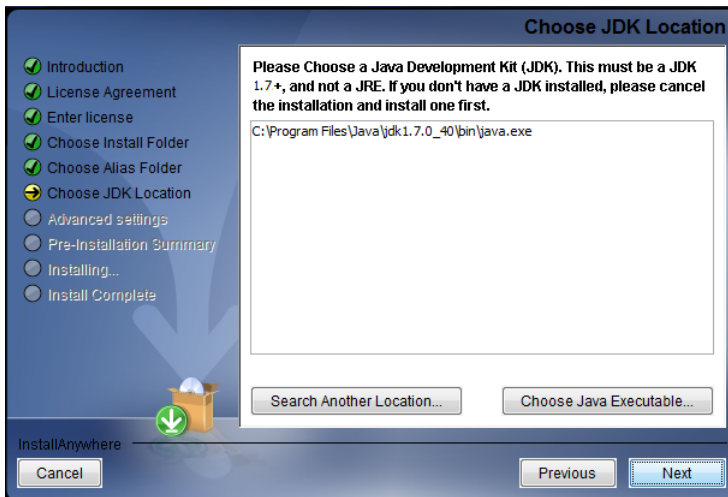 Choose JDK Location
Introduction
License Agreement
Enter license
Choose Install Folder
Choose Alias Folder
Choose JDK Location
Advanced settings
Pre-Installation Summary
Installing...
Install Complete
Please Choose a Java Development Kit (JDK). This must be a JDK
1.7+, and not a JRE. If you don't have a JDK installed, please cancel
the installation and install one first.
C:\Program Files\Java\jdk1.7.0_40\bin\java.exe
Search Another Location...
Choose Java Executable...
InstallAnywhere
Cancel
Previous
Next